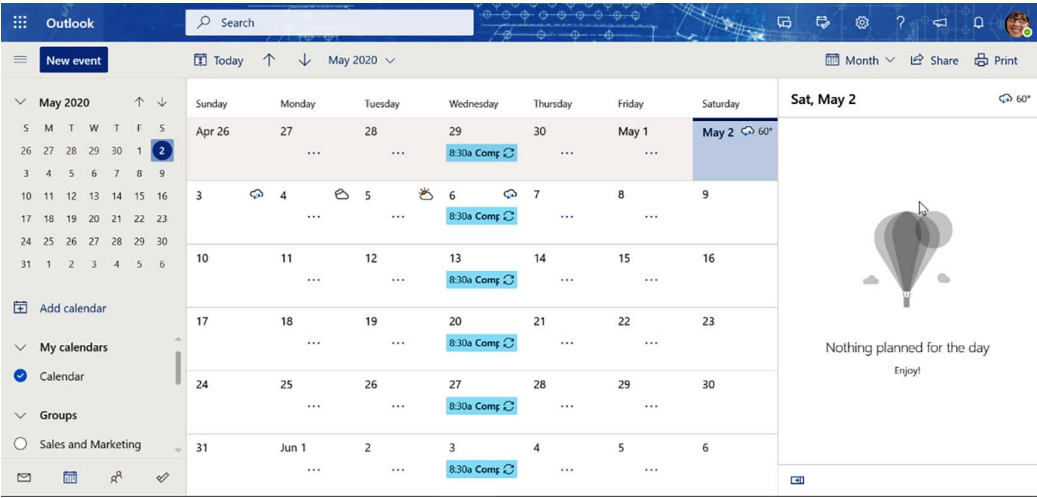 Outlook
Search
New event
Today
May 2020
Month
Share
Print
May 2020
S M T W T F S
26 27 28 29 30 1 2
3 4 5 6 7 8 9
10 11 12 13 14 15 16
17 18 19 20 21 22 23
24 25 26 27 28 29 30
31 1 2 3 4 5 6
Add calendar
My calendars
Calendar
Groups
Sales and Marketing
Sunday Monday Tuesday Wednesday Thursday Friday Saturday
Apr 26 27 28 29 30 May 1 May 2 60°
8:30a Comp
3 4 5 6 7 8 9
8:30a Comp
10 11 12 13 14 15 16
8:30a Comp
17 18 19 20 21 22 23
8:30a Comp
24 25 26 27 28 29 30
8:30a Comp
31 Jun 1 2 3 4 5 6
8:30a Comp
Sat, May 2 60°
Nothing planned for the day
Enjoy!